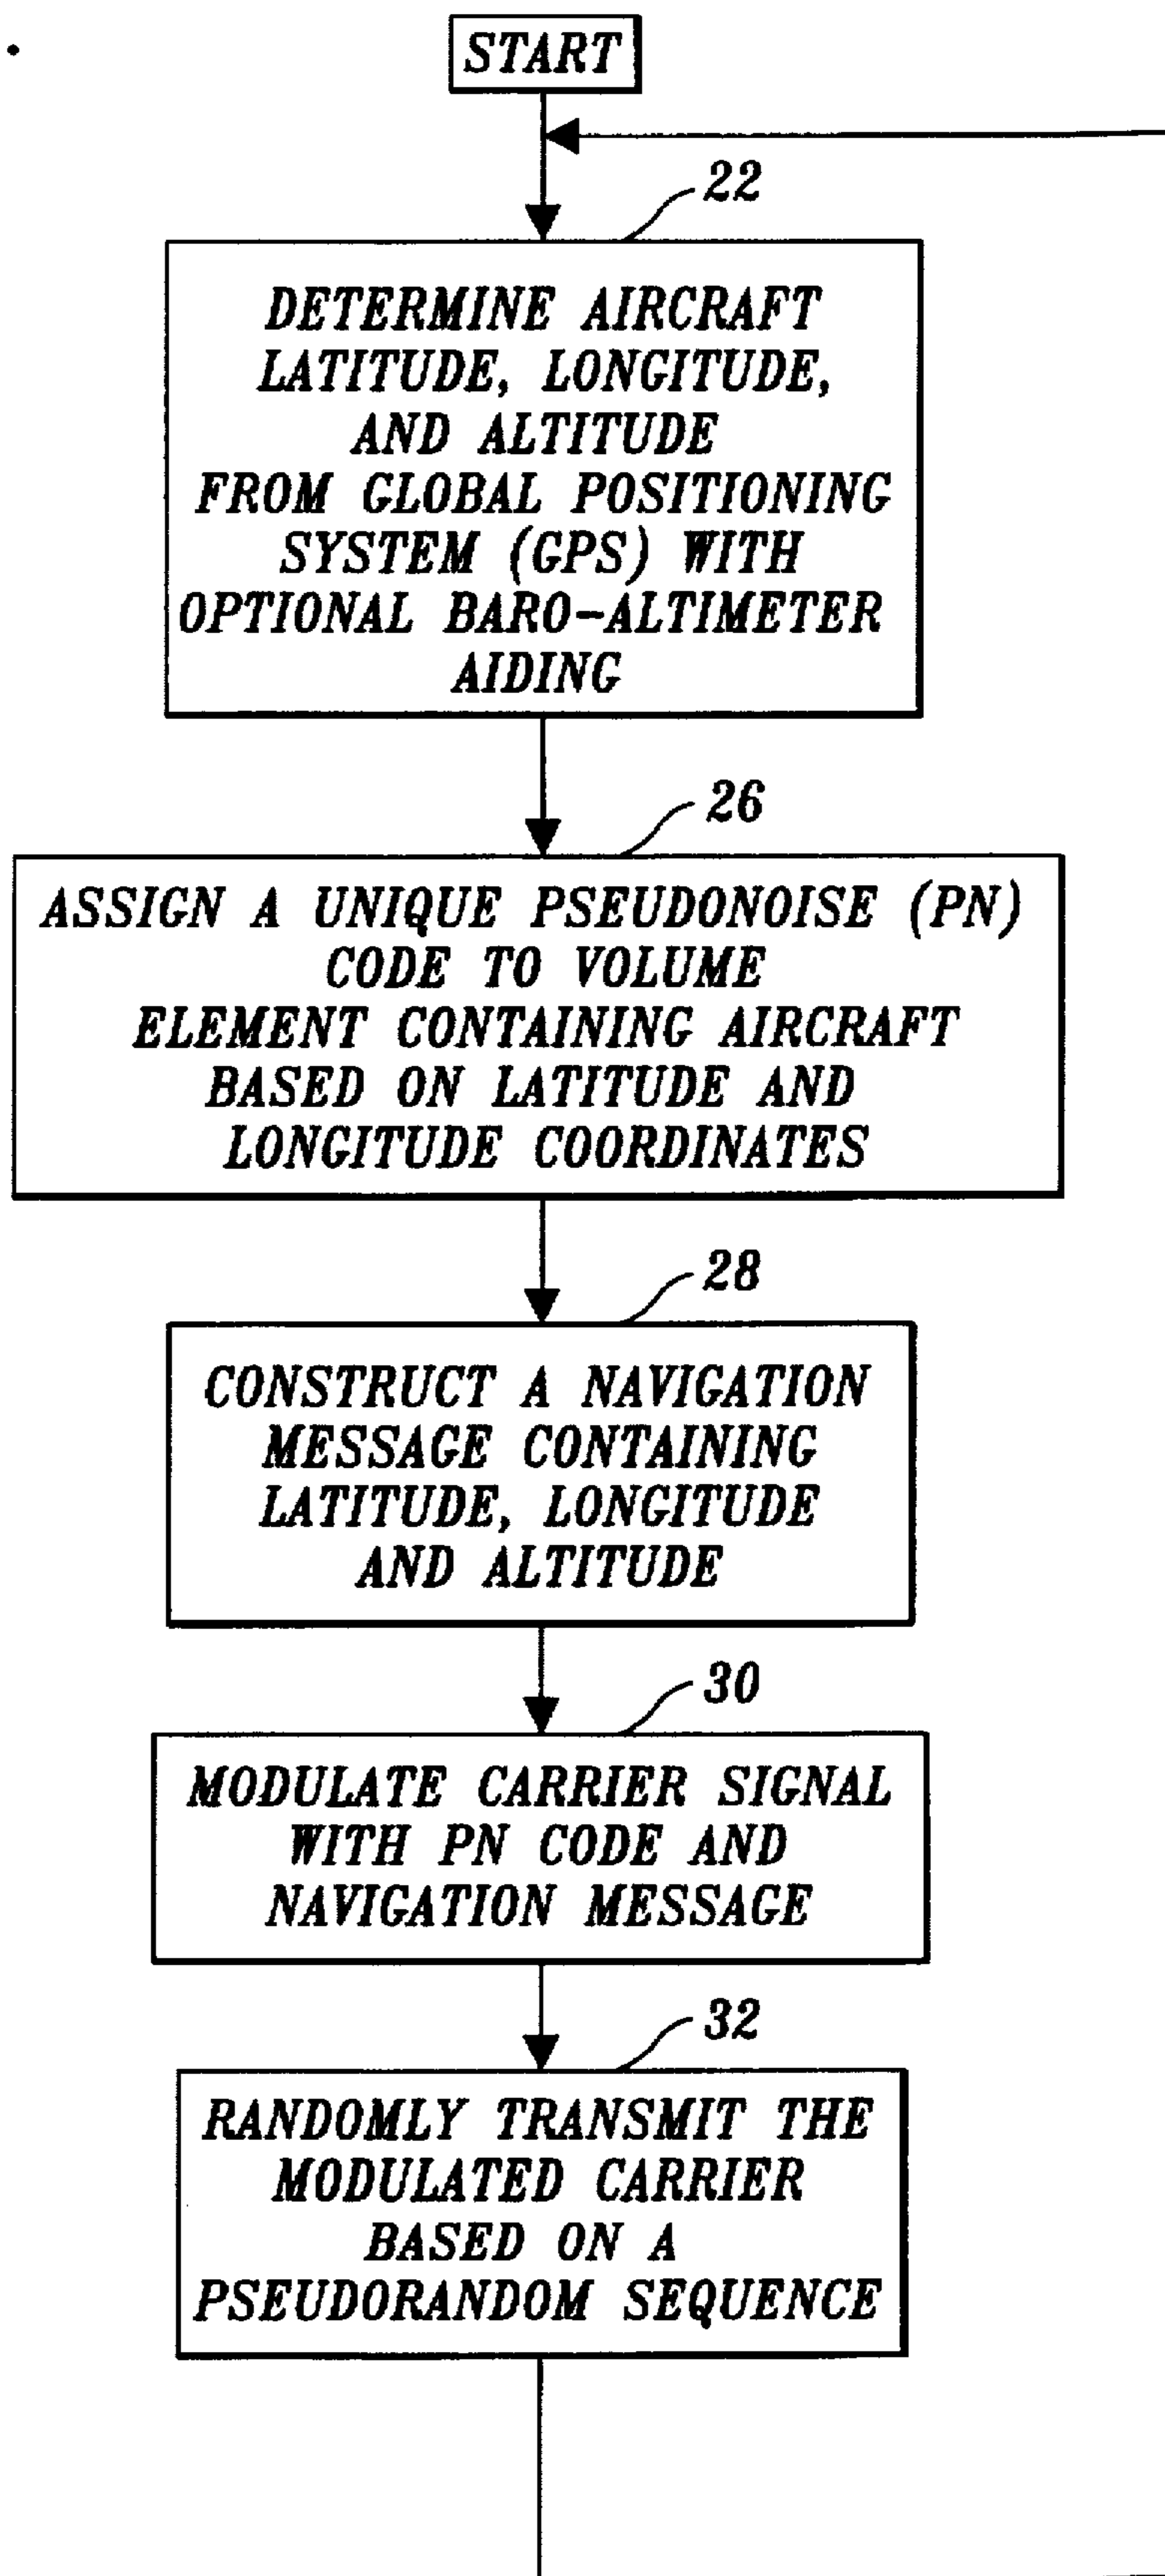 START
22
DETERMINE AIRCRAFT
LATITUDE, LONGITUDE,
AND ALTITUDE
FROM GLOBAL POSITIONING
SYSTEM (GPS) WITH
OPTIONAL BARO-ALTIMETER
AIDING
26
ASSIGN A UNIQUE PSEUDONOISE (PN)
CODE TO VOLUME
ELEMENT CONTAINING AIRCRAFT
BASED ON LATITUDE AND
LONGITUDE COORDINATES
28
CONSTRUCT A NAVIGATION
MESSAGE CONTAINING
LATITUDE, LONGITUDE
AND ALTITUDE
30
MODULATE CARRIER SIGNAL
WITH PN CODE AND
NAVIGATION MESSAGE
32
RANDOMLY TRANSMIT THE
MODULATED CARRIER
BASED ON A
PSEUDORANDOM SEQUENCE